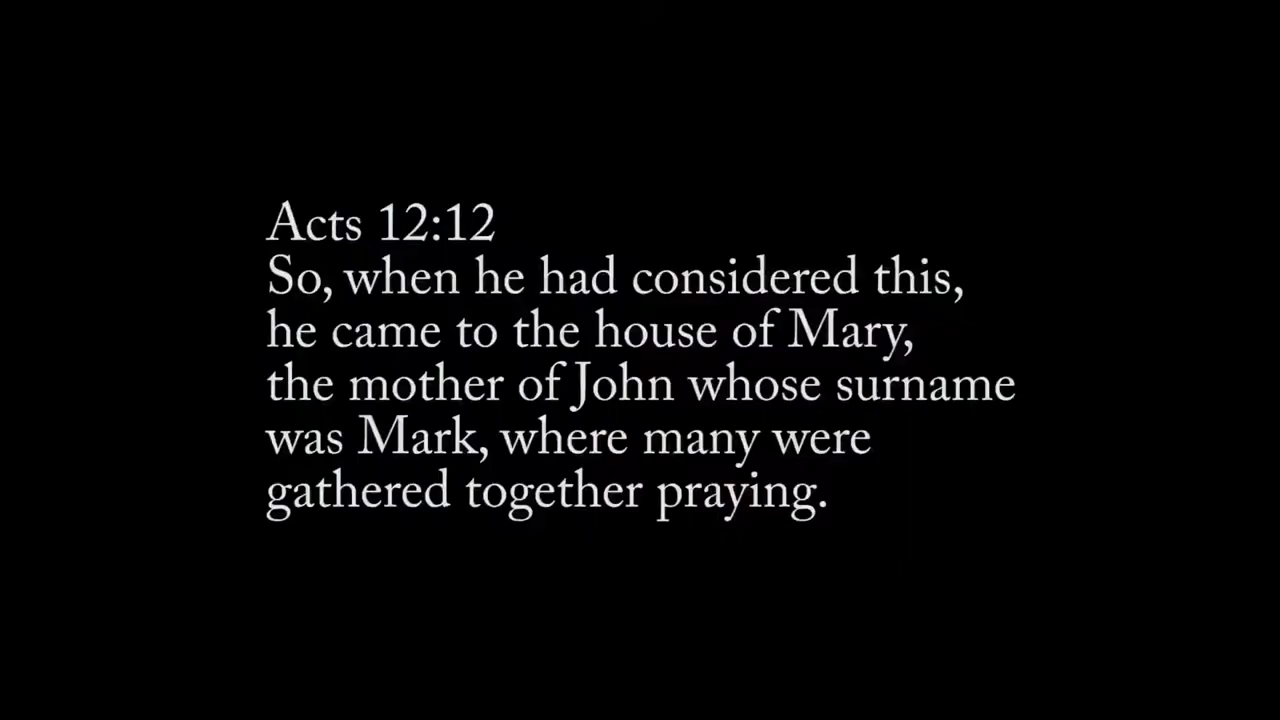 Acts 12:12
So, when he had considered this,
he came to the house of Mary,
the mother of John whose surname
was Mark, where many were
gathered together praying.